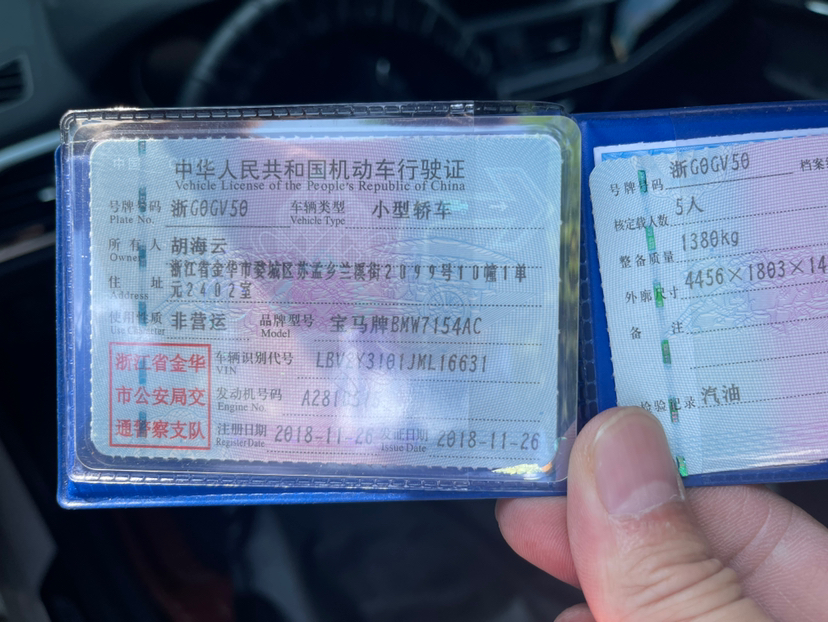 中华人民共和国机动车行驶证
Vehicle License of the People's Republic of China
号牌号码 浙G0GV50 车辆类型 小型轿车
Plate No. Vehicle Type
所有人 胡海云
Owner
住址 浙江省金华市婺城区苏孟乡兰溪街2099号10幢1单
元2402室
Address
使用性质 非营运 品牌型号 宝马牌BMW7154AC
Use Character Model
浙江省金华
市公安局交
通警察支队
车辆识别代号
VIN
发动机号码
Engine No.
注册日期 2018-11-26 发证日期 2018-11-26
Register Date Issue Date
号牌号码 浙G0GV50 档案
核定载人数 5人
整备质量 1380kg
外廓尺寸 4456×1803×14
备注
检验记录 汽油